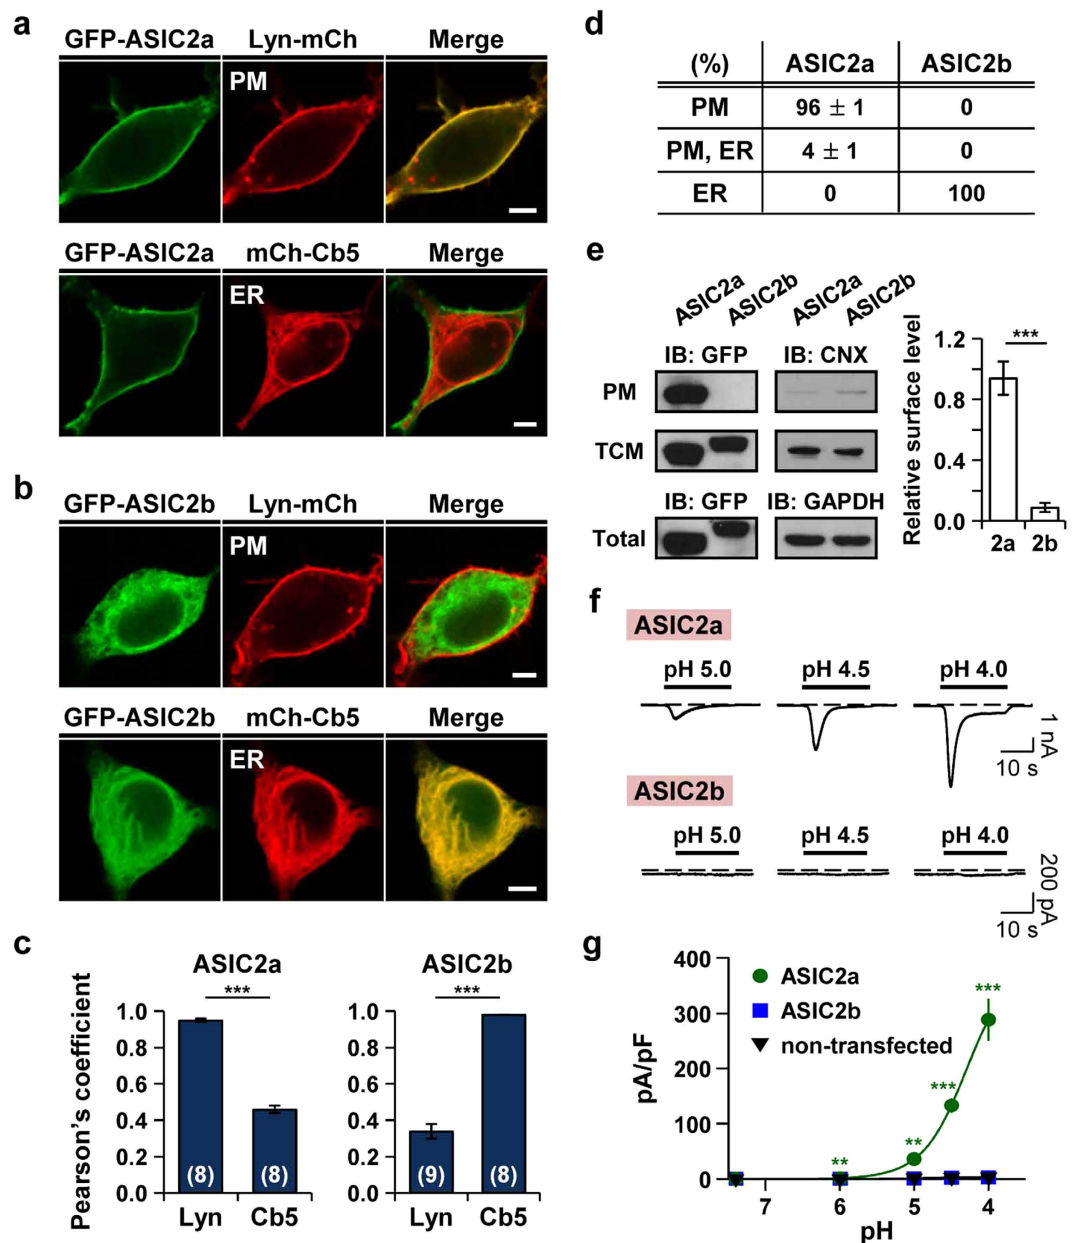 a
GFP-ASIC2a Lyn-mCh Merge
PM
GFP-ASIC2a mCh-Cb5 Merge
ER
b
GFP-ASIC2b Lyn-mCh Merge
PM
GFP-ASIC2b mCh-Cb5 Merge
ER
c
ASIC2a
***
Pearson's coefficient
1.0
0.8
0.6
0.4
0.2
0.0
(8) (8)
Lyn Cb5
ASIC2b
***
1.0
0.8
0.6
0.4
0.2
0.0
(9) (8)
Lyn Cb5
d
(%) ASIC2a ASIC2b
PM 96 ± 1 0
PM, ER 4 ± 1 0
ER 0 100
e
ASIC2a ASIC2b ASIC2a ASIC2b
IB: GFP IB: CNX
PM
TCM
IB: GFP IB: GAPDH
Total
Relative surface level
1.2
0.8
0.4
0.0
***
2a 2b
f
ASIC2a
pH 5.0 pH 4.5 pH 4.0
1 nA
10 s
ASIC2b
pH 5.0 pH 4.5 pH 4.0
200 pA
10 s
g
pA/pF
400
300
200
100
0
ASIC2a
ASIC2b
non-transfected
**
**
***
***
7 6 5 4
pH